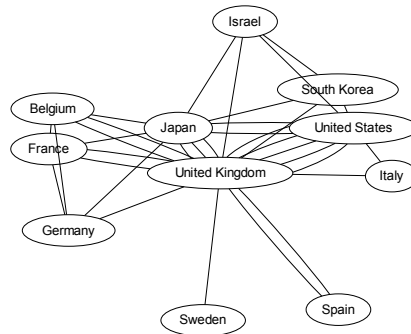 Israel
South Korea
Belgium
Japan
United States
France
United Kingdom
Italy
Germany
Spain
Sweden